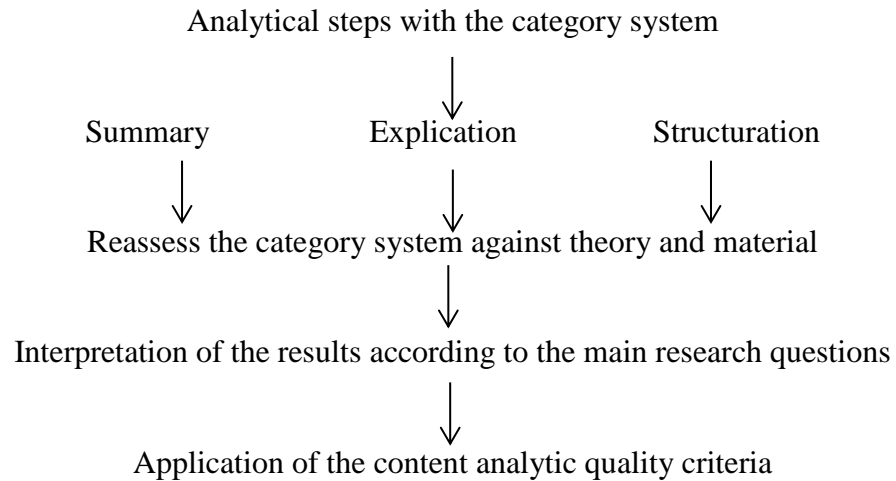 Analytical steps with the category system
Summary Explication Structuration
Reassess the category system against theory and material
Interpretation of the results according to the main research questions
Application of the content analytic quality criteria